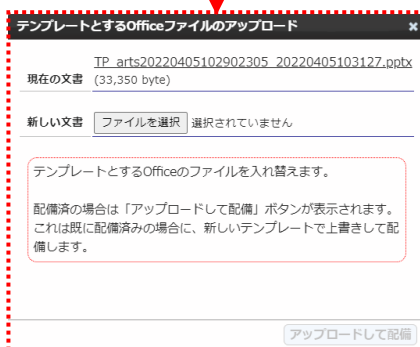 テンプレートとするOfficeファイルのアップロード ×
TP_arts20220405102902305_20220405103127.pptx
現在の文書 (33,350 byte)
新しい文書 ファイルを選択 選択されていません
テンプレートとするOfficeのファイルを入れ替えます。
配備済の場合は「アップロードして配備」ボタンが表示されます。
これは既に配備済みの場合に、新しいテンプレートで上書きして配
備します。
アップロードして配備